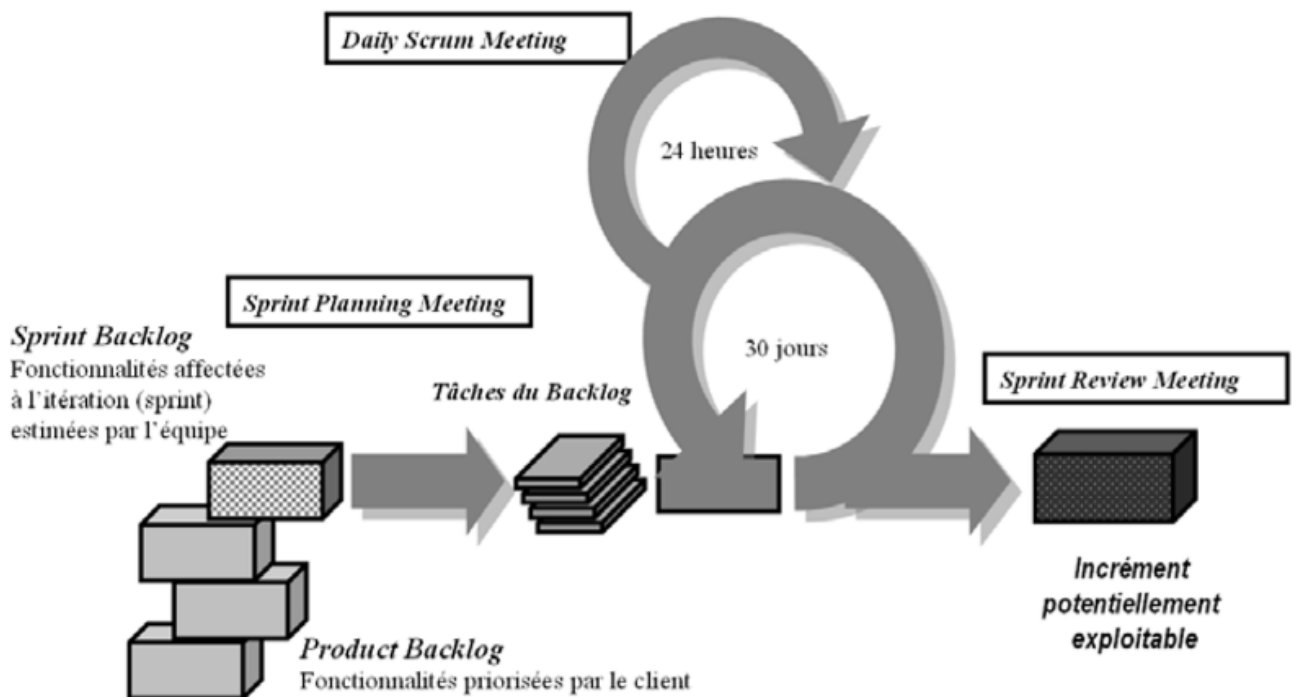 Daily Scrum Meeting
24 heures
Sprint Planning Meeting
Sprint Backlog
Fonctionnalités affectées
à l'itération (sprint)
estimées par l'équipe
30 jours
Tâches du Backlog
Sprint Review Meeting
Incrément
potentiellement
exploitable
Product Backlog
Fonctionnalités priorisées par le client